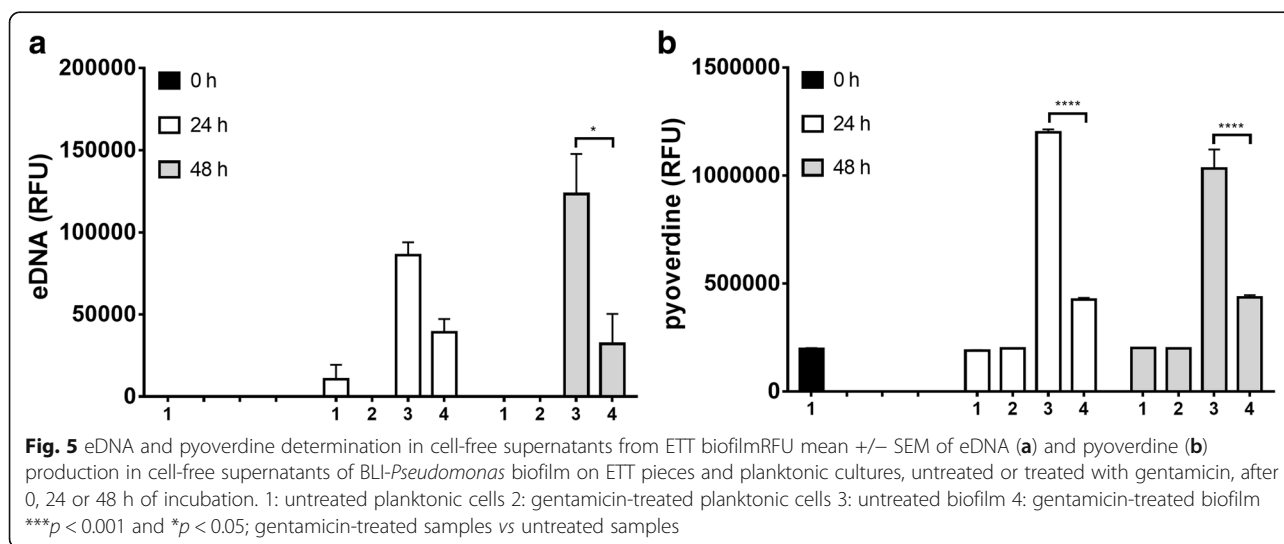 a
200000
150000
100000
50000
0
eDNA (RFU)
0 h
24 h
48 h
*
1
1 2 3 4
1 2 3 4
b
1500000
1000000
500000
0
pyoverdine (RFU)
0 h
24 h
48 h
****
****
1
1 2 3 4
1 2 3 4
Fig. 5 eDNA and pyoverdine determination in cell-free supernatants from ETT biofilmRFU mean +/− SEM of eDNA (a) and pyoverdine (b)
production in cell-free supernatants of BLI-Pseudomonas biofilm on ETT pieces and planktonic cultures, untreated or treated with gentamicin, after
0, 24 or 48 h of incubation. 1: untreated planktonic cells 2: gentamicin-treated planktonic cells 3: untreated biofilm 4: gentamicin-treated biofilm
***p < 0.001 and *p < 0.05; gentamicin-treated samples vs untreated samples